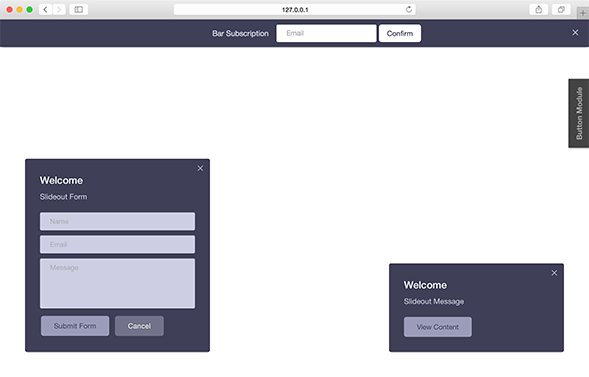 127.0.0.1
Bar Subscription Email Confirm
Button Module
Welcome
Slideout Form
Name
Email
Message
Submit Form Cancel
Welcome
Slideout Message
View Content